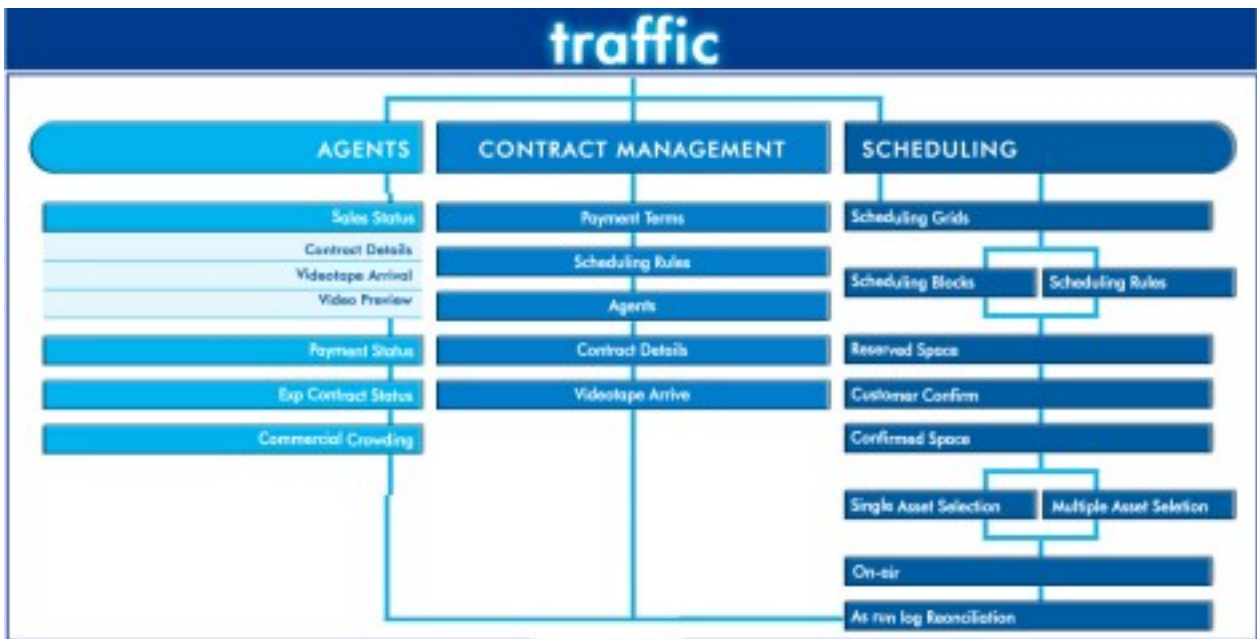 traffic
AGENTS
Sales Status
Contract Details
Videotape Arrival
Video Preview
Payment Status
Exp Contract Status
Commercial Crowding
CONTRACT MANAGEMENT
Payment Terms
Scheduling Rules
Agents
Contract Details
Videotape Arrive
SCHEDULING
Scheduling Grids
Scheduling Blocks
Scheduling Rules
Reserved Space
Customer Confirm
Confirmed Space
Single Asset Selection
Multiple Asset Seletion
On-air
As run log Reonciliation